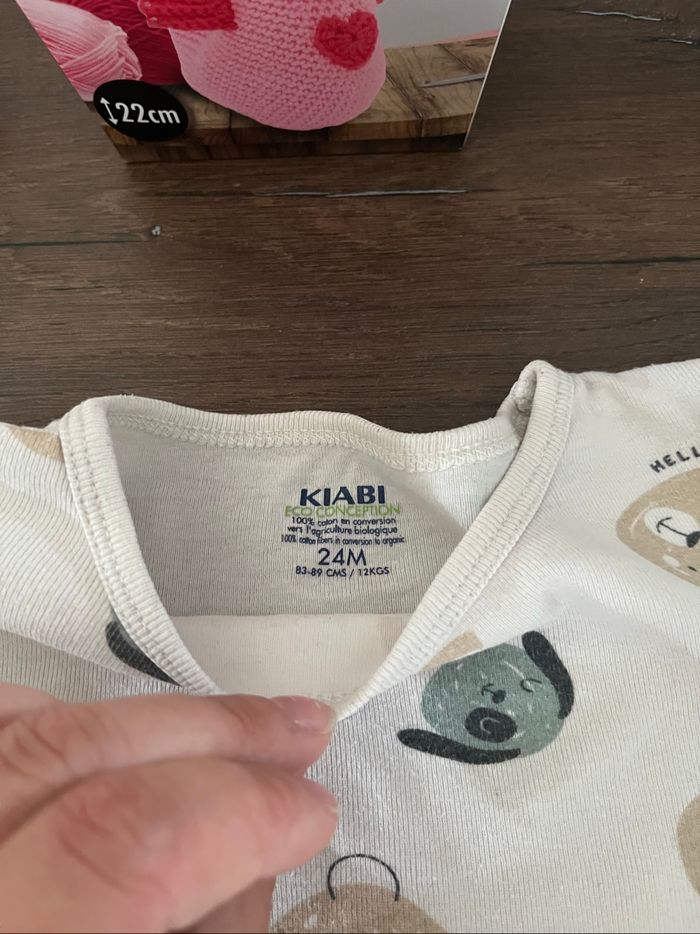 22cm
KIABI
ECO CONCEPTION
100% coton en conversion
vers l'agriculture biologique
100% cotton fibers in conversion to organic
24M
83-89 CMS / 12KGS
HELL